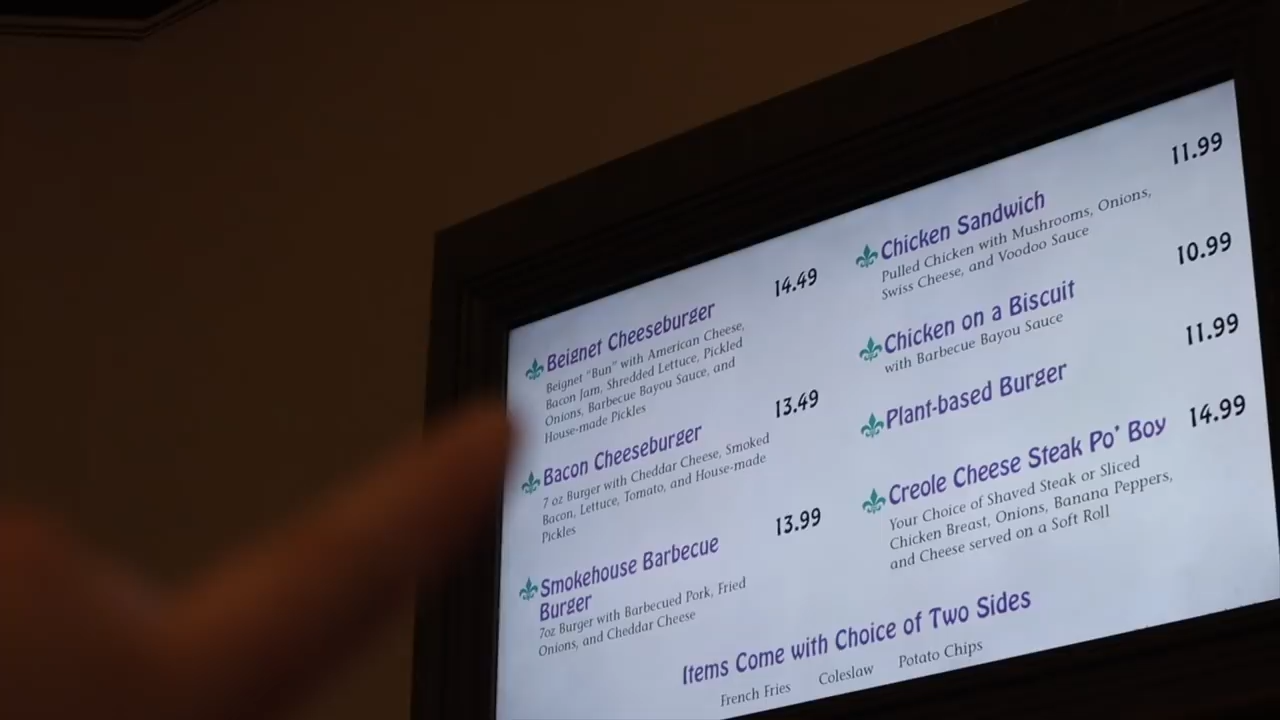 Beignet Cheeseburger 14.49
Beignet "Bun" with American Cheese,
Bacon Jam, Shredded Lettuce, Pickled
Onions, Barbecue Bayou Sauce, and
House-made Pickles
Bacon Cheeseburger 13.49
7 oz Burger with Cheddar Cheese, Smoked
Bacon, Lettuce, Tomato, and House-made
Pickles
Smokehouse Barbecue 13.99
Burger
7oz Burger with Barbecued Pork, Fried
Onions, and Cheddar Cheese
Chicken Sandwich 11.99
Pulled Chicken with Mushrooms, Onions,
Swiss Cheese, and Voodoo Sauce
Chicken on a Biscuit 10.99
with Barbecue Bayou Sauce
Plant-based Burger 11.99
Creole Cheese Steak Po' Boy 14.99
Your Choice of Shaved Steak or Sliced
Chicken Breast, Onions, Banana Peppers,
and Cheese served on a Soft Roll
Items Come with Choice of Two Sides
French Fries Coleslaw Potato Chips